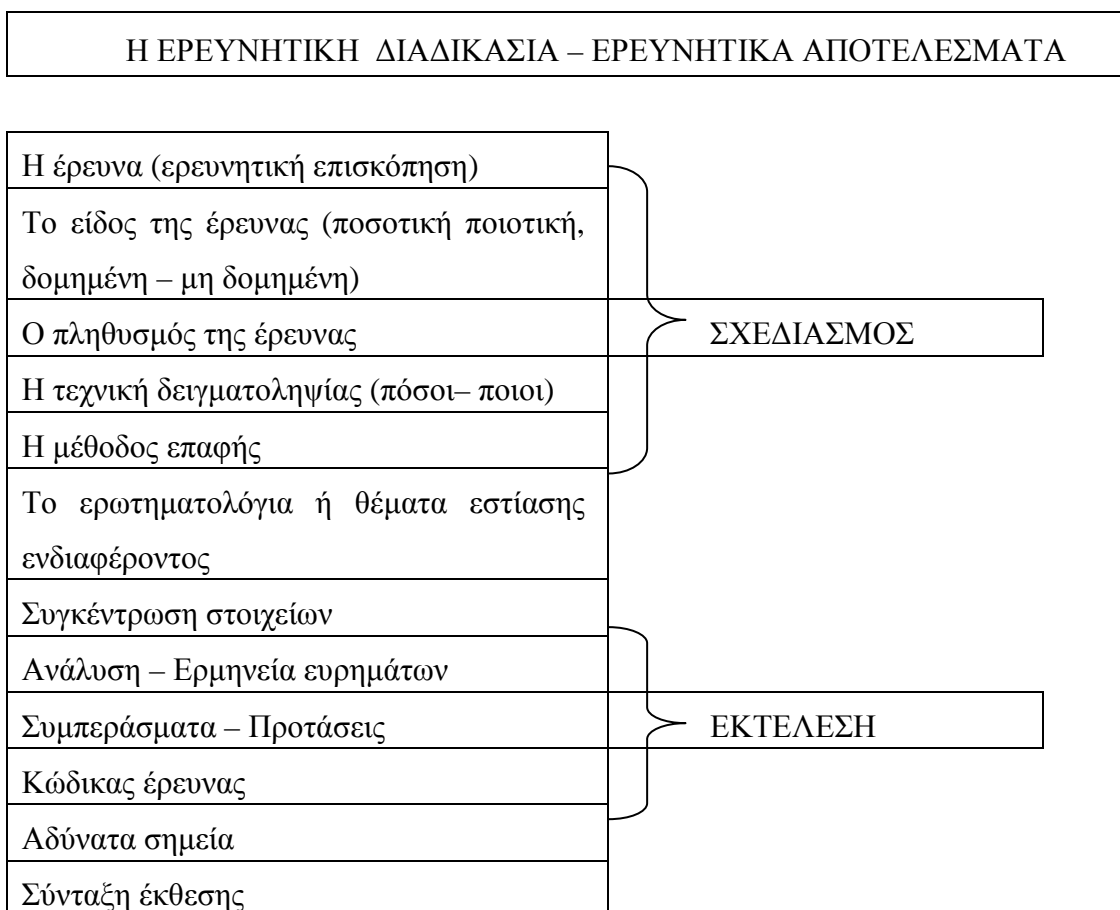 Η ΕΡΕΥΝΗΤΙΚΗ ΔΙΑΔΙΚΑΣΙΑ – ΕΡΕΥΝΗΤΙΚΑ ΑΠΟΤΕΛΕΣΜΑΤΑ
Η έρευνα (ερευνητική επισκόπηση)
Το είδος της έρευνας (ποσοτική ποιοτική,
δομημένη – μη δομημένη)
Ο πληθυσμός της έρευνας
ΣΧΕΔΙΑΣΜΟΣ
Η τεχνική δειγματοληψίας (πόσοι– ποιοι)
Η μέθοδος επαφής
Το ερωτηματολόγια ή θέματα εστίασης
ενδιαφέροντος
Συγκέντρωση στοιχείων
Ανάλυση – Ερμηνεία ευρημάτων
Συμπεράσματα – Προτάσεις
ΕΚΤΕΛΕΣΗ
Κώδικας έρευνας
Αδύνατα σημεία
Σύνταξη έκθεσης